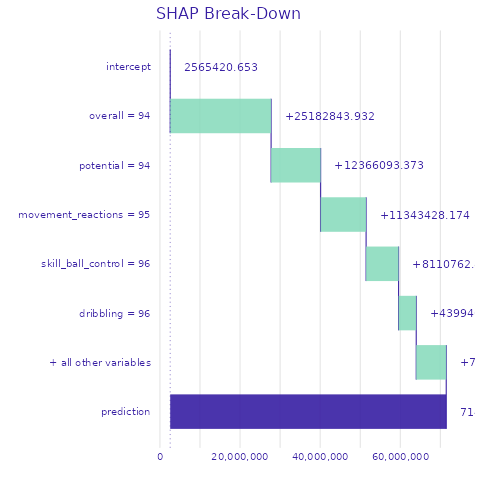 SHAP Break-Down
intercept 2565420.653
overall = 94 +25182843.932
potential = 94 +12366093.373
movement_reactions = 95 +11343428.174
skill_ball_control = 96 +8110762.
dribbling = 96 +43994
+ all other variables +7
prediction 714
0 20,000,000 40,000,000 60,000,000